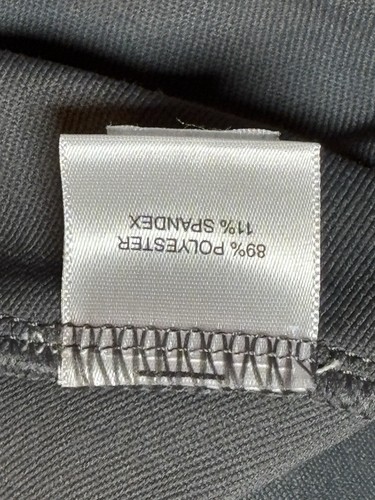 89% POLYESTER
11% SPANDEX